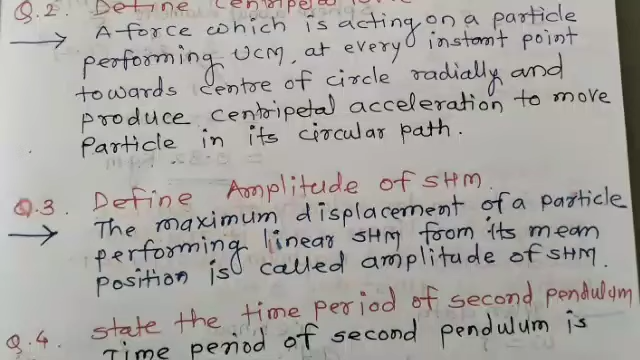 Q.2. Define Centripetal
→ A force which is acting on a particle
performing UCM, at every instant point
towards centre of circle radially and
produce centripetal acceleration to move
Particle in its circular path.
Q.3. Define Amplitude of SHM.
→ The maximum displacement of a particle
performing linear SHM from its mean
position is called amplitude of SHM.
Q.4. state the time period of second pendulum
Time period of second pendulum is